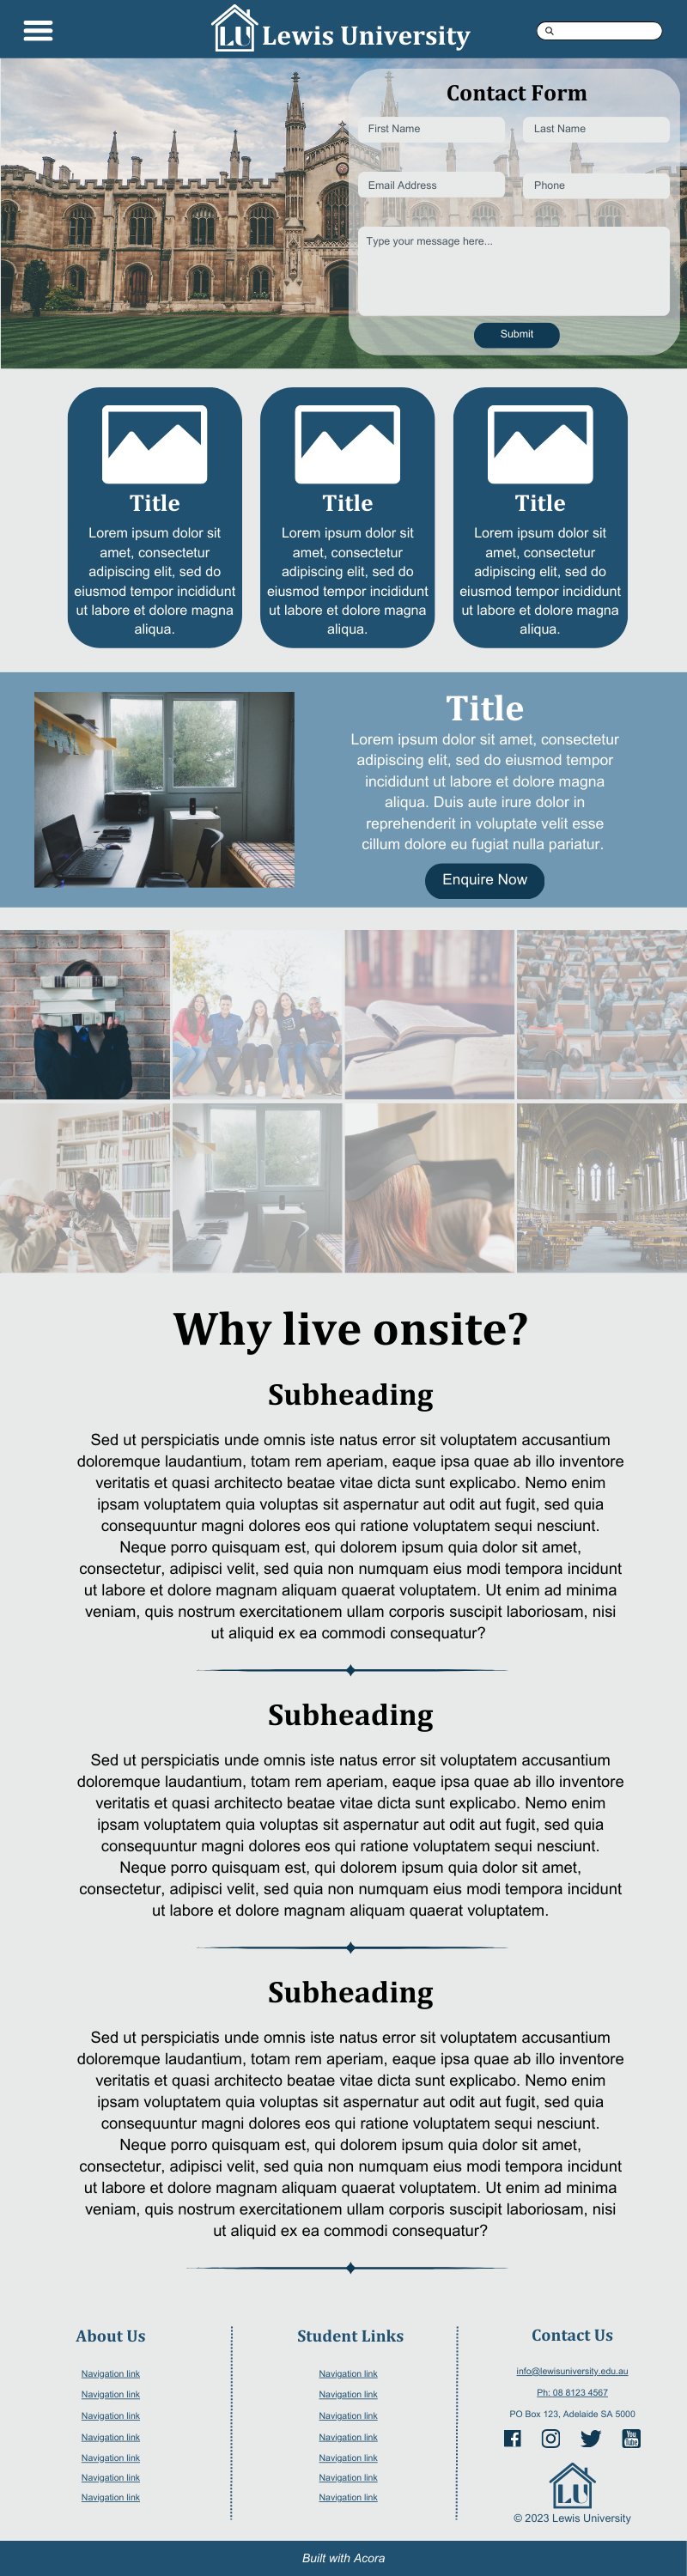 LU Lewis University
Contact Form
First Name
Last Name
Email Address
Phone
Type your message here...
Submit
Title
Lorem ipsum dolor sit
amet, consectetur
adipiscing elit, sed do
eiusmod tempor incididunt
ut labore et dolore magna
aliqua.
Title
Lorem ipsum dolor sit
amet, consectetur
adipiscing elit, sed do
eiusmod tempor incididunt
ut labore et dolore magna
aliqua.
Title
Lorem ipsum dolor sit
amet, consectetur
adipiscing elit, sed do
eiusmod tempor incididunt
ut labore et dolore magna
aliqua.
Title
Lorem ipsum dolor sit amet, consectetur
adipiscing elit, sed do eiusmod tempor
incididunt ut labore et dolore magna
aliqua. Duis aute irure dolor in
reprehenderit in voluptate velit esse
cillum dolore eu fugiat nulla pariatur.
Enquire Now
Why live onsite?
Subheading
Sed ut perspiciatis unde omnis iste natus error sit voluptatem accusantium
doloremque laudantium, totam rem aperiam, eaque ipsa quae ab illo inventore
veritatis et quasi architecto beatae vitae dicta sunt explicabo. Nemo enim
ipsam voluptatem quia voluptas sit aspernatur aut odit aut fugit, sed quia
consequuntur magni dolores eos qui ratione voluptatem sequi nesciunt.
Neque porro quisquam est, qui dolorem ipsum quia dolor sit amet,
consectetur, adipisci velit, sed quia non numquam eius modi tempora incidunt
ut labore et dolore magnam aliquam quaerat voluptatem. Ut enim ad minima
veniam, quis nostrum exercitationem ullam corporis suscipit laboriosam, nisi
ut aliquid ex ea commodi consequatur?
Subheading
Sed ut perspiciatis unde omnis iste natus error sit voluptatem accusantium
doloremque laudantium, totam rem aperiam, eaque ipsa quae ab illo inventore
veritatis et quasi architecto beatae vitae dicta sunt explicabo. Nemo enim
ipsam voluptatem quia voluptas sit aspernatur aut odit aut fugit, sed quia
consequuntur magni dolores eos qui ratione voluptatem sequi nesciunt.
Neque porro quisquam est, qui dolorem ipsum quia dolor sit amet,
consectetur, adipisci velit, sed quia non numquam eius modi tempora incidunt
ut labore et dolore magnam aliquam quaerat voluptatem.
Subheading
Sed ut perspiciatis unde omnis iste natus error sit voluptatem accusantium
doloremque laudantium, totam rem aperiam, eaque ipsa quae ab illo inventore
veritatis et quasi architecto beatae vitae dicta sunt explicabo. Nemo enim
ipsam voluptatem quia voluptas sit aspernatur aut odit aut fugit, sed quia
consequuntur magni dolores eos qui ratione voluptatem sequi nesciunt.
Neque porro quisquam est, qui dolorem ipsum quia dolor sit amet,
consectetur, adipisci velit, sed quia non numquam eius modi tempora incidunt
ut labore et dolore magnam aliquam quaerat voluptatem. Ut enim ad minima
veniam, quis nostrum exercitationem ullam corporis suscipit laboriosam, nisi
ut aliquid ex ea commodi consequatur?
About Us
Navigation link
Navigation link
Navigation link
Navigation link
Navigation link
Navigation link
Navigation link
Student Links
Navigation link
Navigation link
Navigation link
Navigation link
Navigation link
Navigation link
Navigation link
Contact Us
info@lewisuniversity.edu.au
Ph: 08 8123 4567
PO Box 123, Adelaide SA 5000
You
Tube
LU
© 2023 Lewis University
Built with Acora